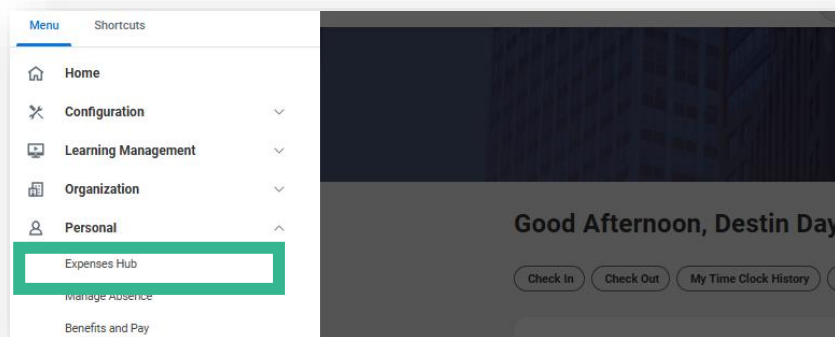 Menu Shortcuts
Home
Configuration
Learning Management
Organization
Personal
Expenses Hub
Manage Absence
Benefits and Pay
Good Afternoon, Destin Day
Check In Check Out My Time Clock History